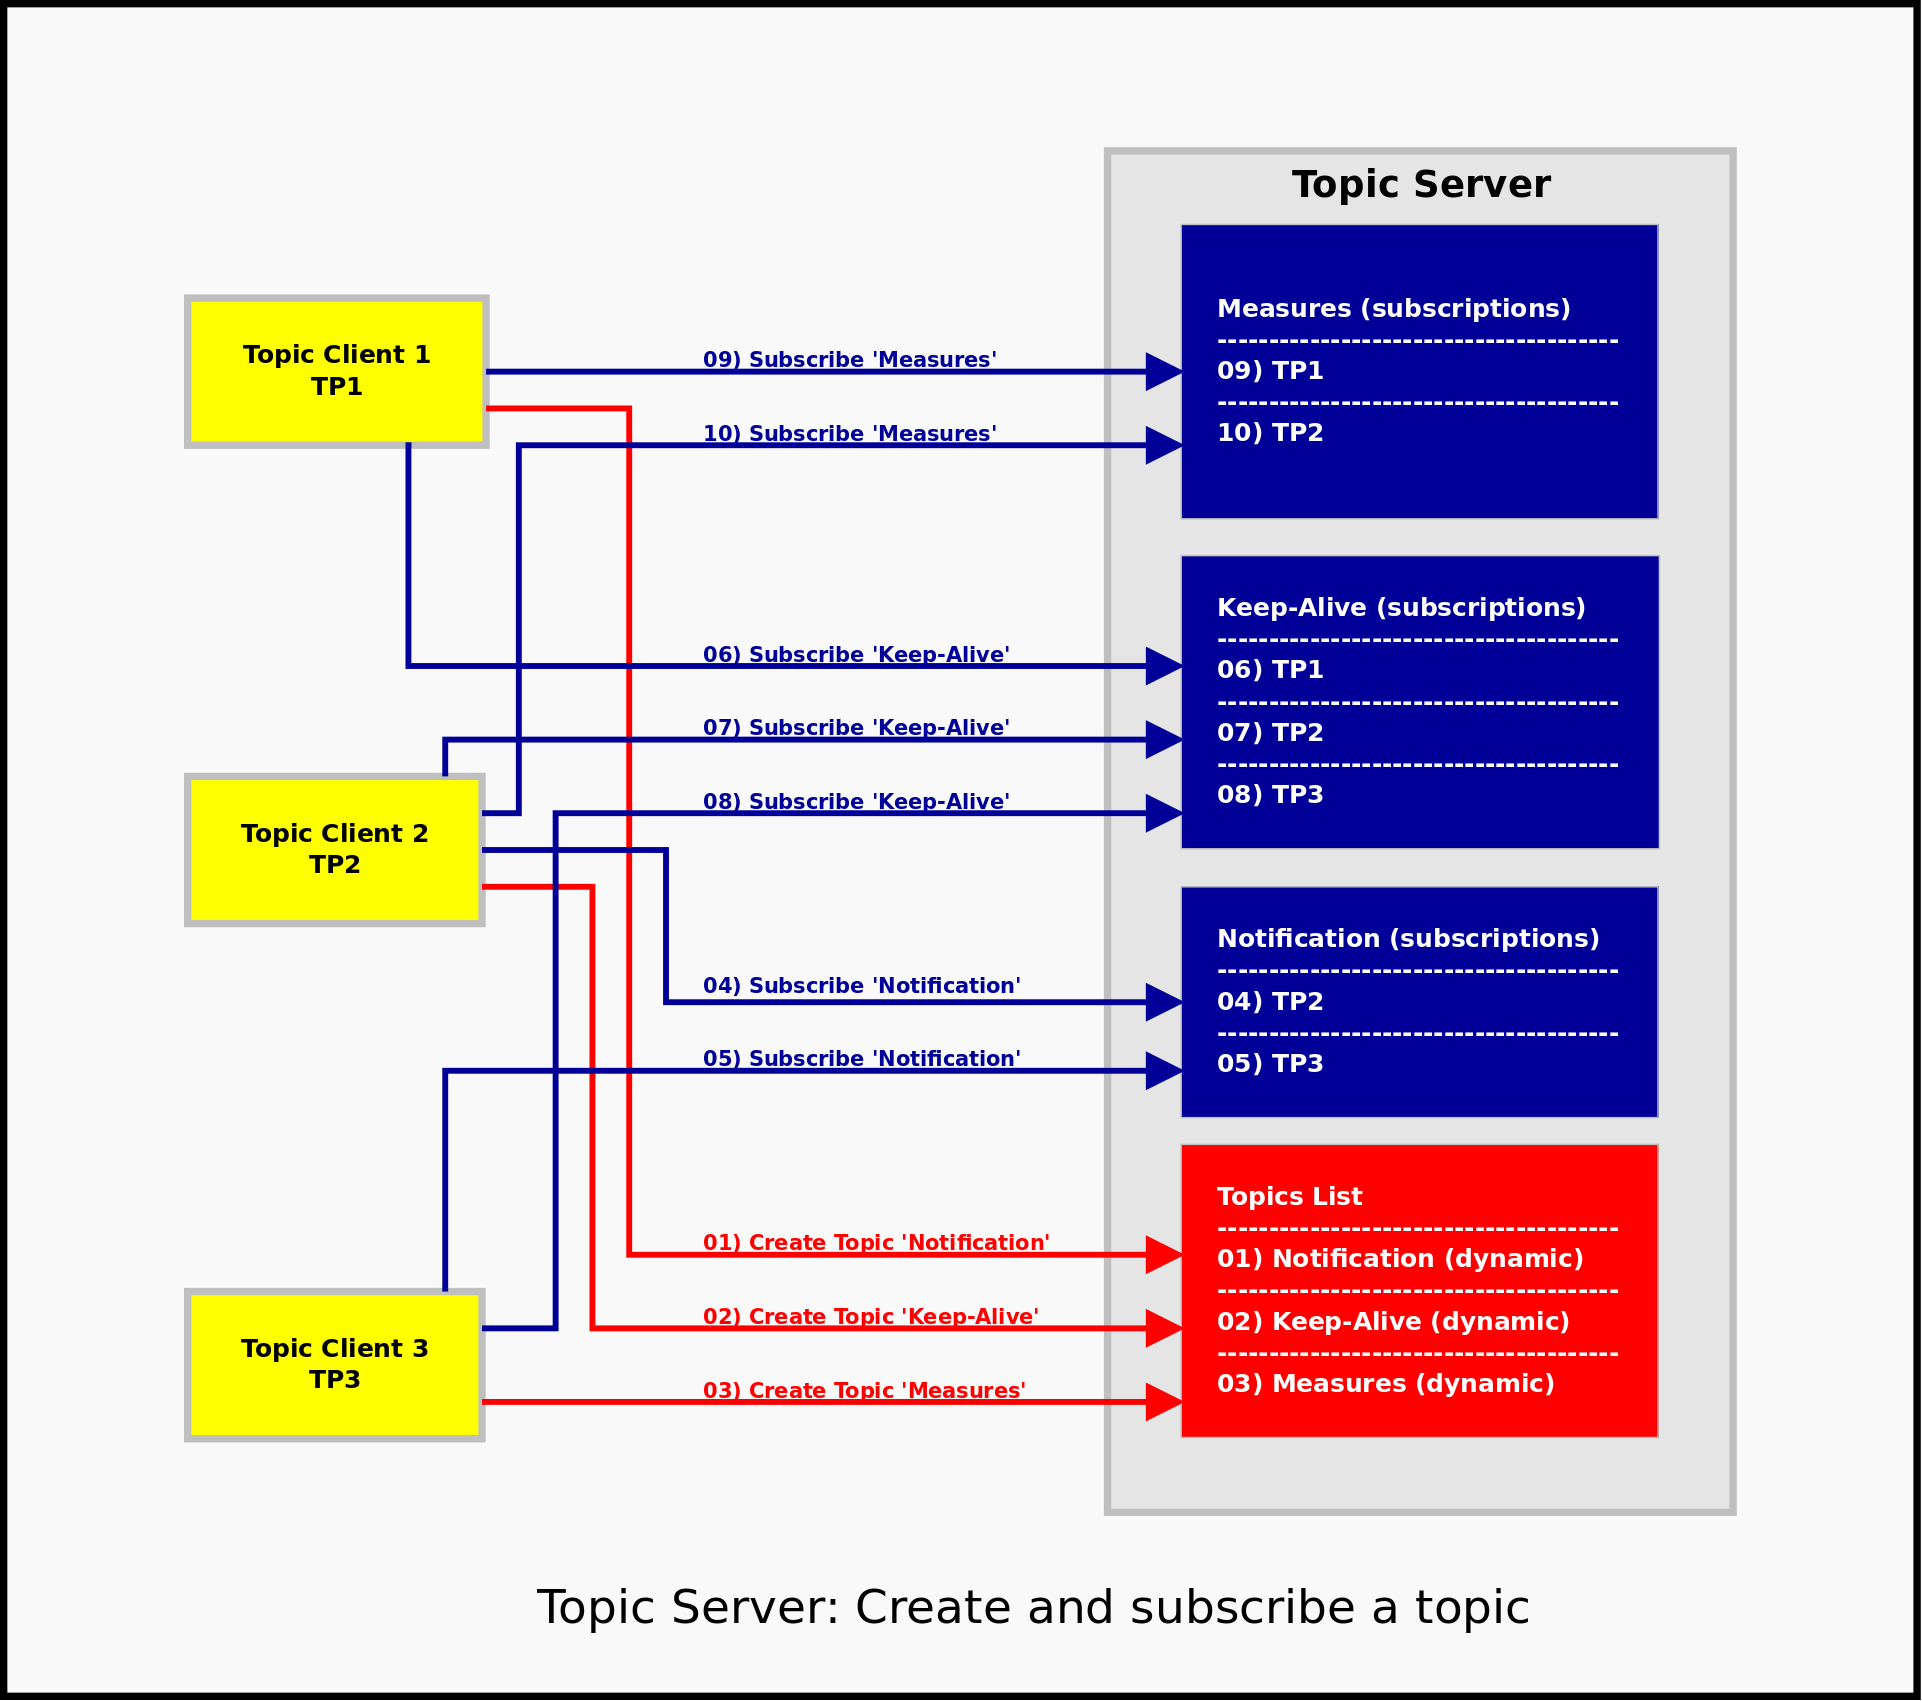 Topic Server
Measures (subscriptions)
---------------------------------------
09) TP1
---------------------------------------
10) TP2
Topic Client 1
TP1
09) Subscribe 'Measures'
10) Subscribe 'Measures'
Keep-Alive (subscriptions)
---------------------------------------
06) TP1
---------------------------------------
07) TP2
---------------------------------------
08) TP3
06) Subscribe 'Keep-Alive'
07) Subscribe 'Keep-Alive'
08) Subscribe 'Keep-Alive'
Topic Client 2
TP2
Notification (subscriptions)
---------------------------------------
04) TP2
---------------------------------------
05) TP3
04) Subscribe 'Notification'
05) Subscribe 'Notification'
Topics List
---------------------------------------
01) Notification (dynamic)
---------------------------------------
02) Keep-Alive (dynamic)
---------------------------------------
03) Measures (dynamic)
01) Create Topic 'Notification'
02) Create Topic 'Keep-Alive'
03) Create Topic 'Measures'
Topic Client 3
TP3
Topic Server: Create and subscribe a topic